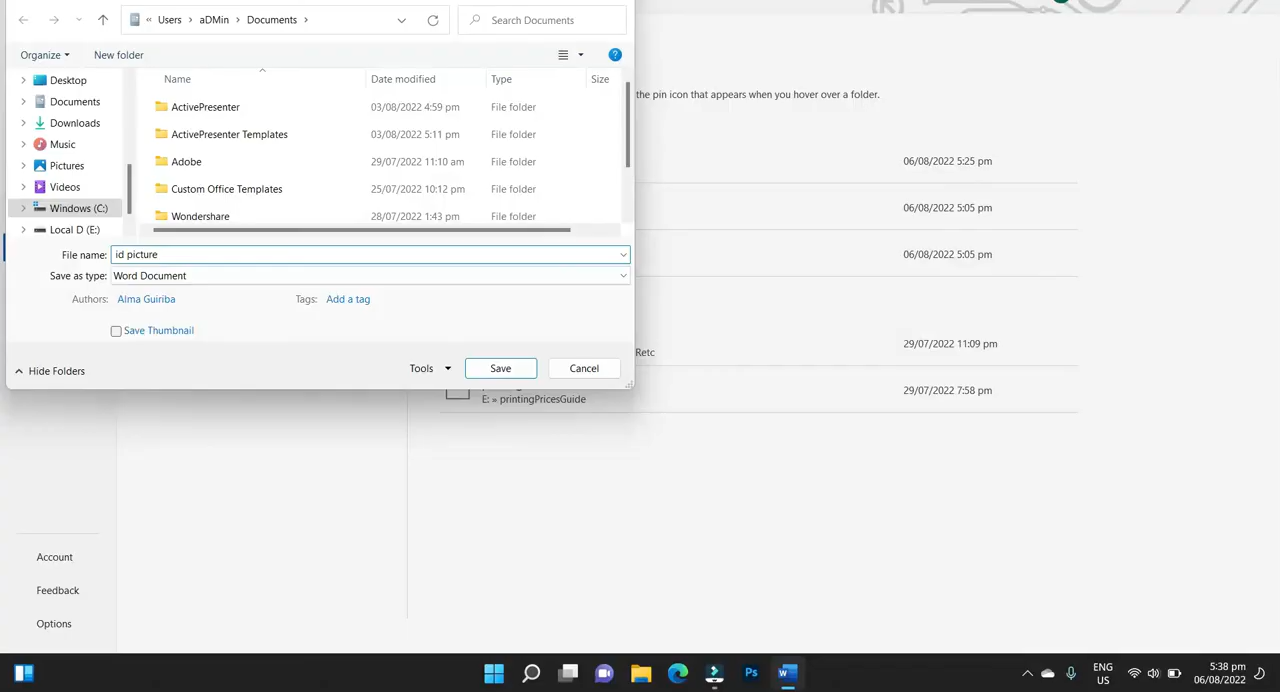 « Users > aDMin > Documents >
Search Documents
Organize
New folder
?
Name
Date modified
Type
Size
Desktop
Documents
Downloads
Music
Pictures
Videos
Windows (C:)
Local D (E:)
ActivePresenter 03/08/2022 4:59 pm File folder
ActivePresenter Templates 03/08/2022 5:11 pm File folder
Adobe 29/07/2022 11:10 am File folder
Custom Office Templates 25/07/2022 10:12 pm File folder
Wondershare 28/07/2022 1:43 pm File folder
File name: id picture
Save as type: Word Document
Authors: Alma Guiriba
Tags: Add a tag
Save Thumbnail
Hide Folders
Tools
Save
Cancel
the pin icon that appears when you hover over a folder.
06/08/2022 5:25 pm
06/08/2022 5:05 pm
06/08/2022 5:05 pm
Retc
29/07/2022 11:09 pm
29/07/2022 7:58 pm
E: » printingPricesGuide
Account
Feedback
Options
Ps
W
ENG
US
5:38 pm
06/08/2022